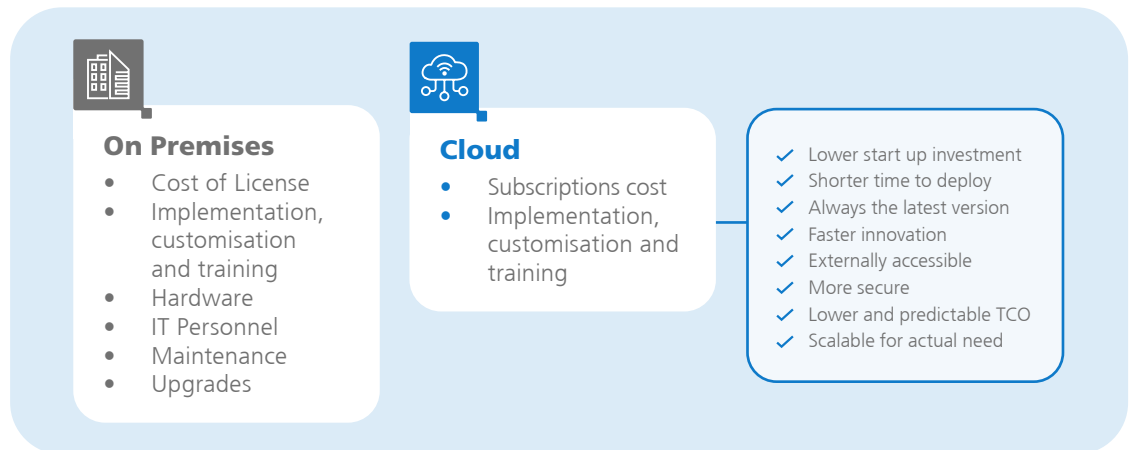 On Premises
• Cost of License
• Implementation,
customisation
and training
• Hardware
• IT Personnel
• Maintenance
• Upgrades
Cloud
• Subscriptions cost
• Implementation,
customisation and
training
✓ Lower start up investment
✓ Shorter time to deploy
✓ Always the latest version
✓ Faster innovation
✓ Externally accessible
✓ More secure
✓ Lower and predictable TCO
✓ Scalable for actual need